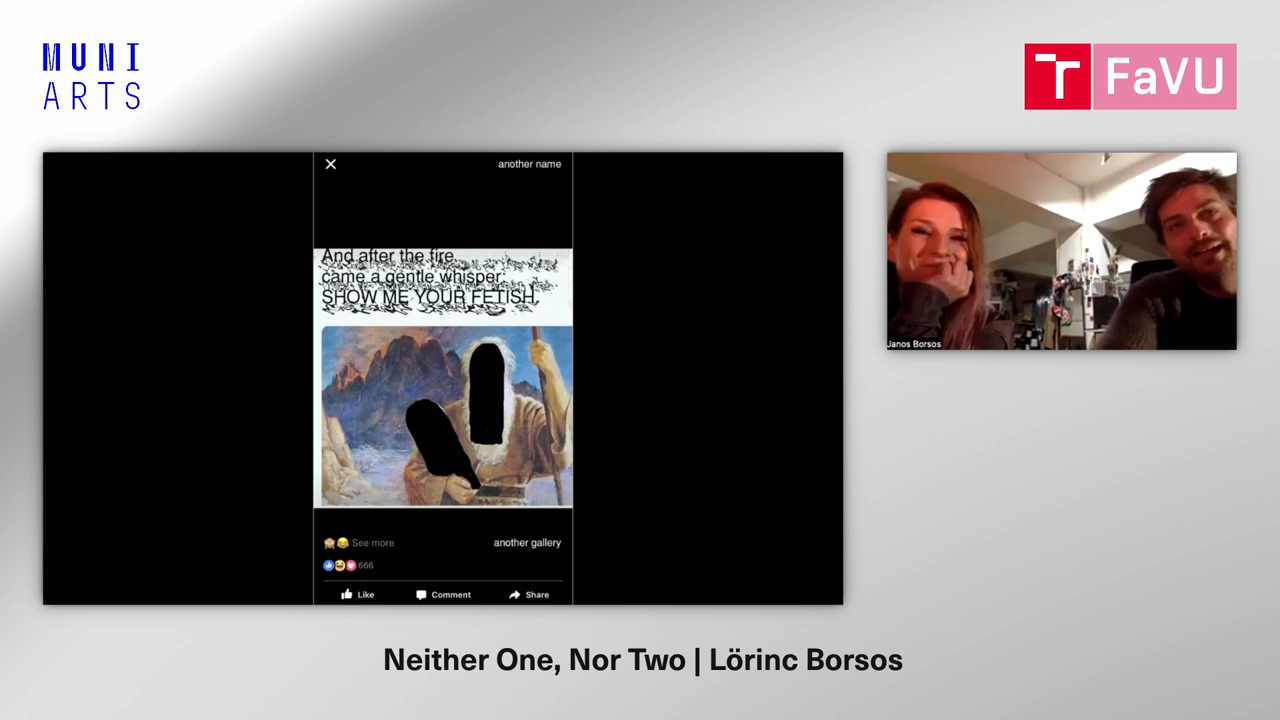 MUNI
ARTS
FaVU
another name
And after the fire
came a gentle whisper:
SHOW ME YOUR FETISH.
See more
another gallery
666
Like
Comment
Share
Janos Borsos
Neither One, Nor Two | Lörinc Borsos